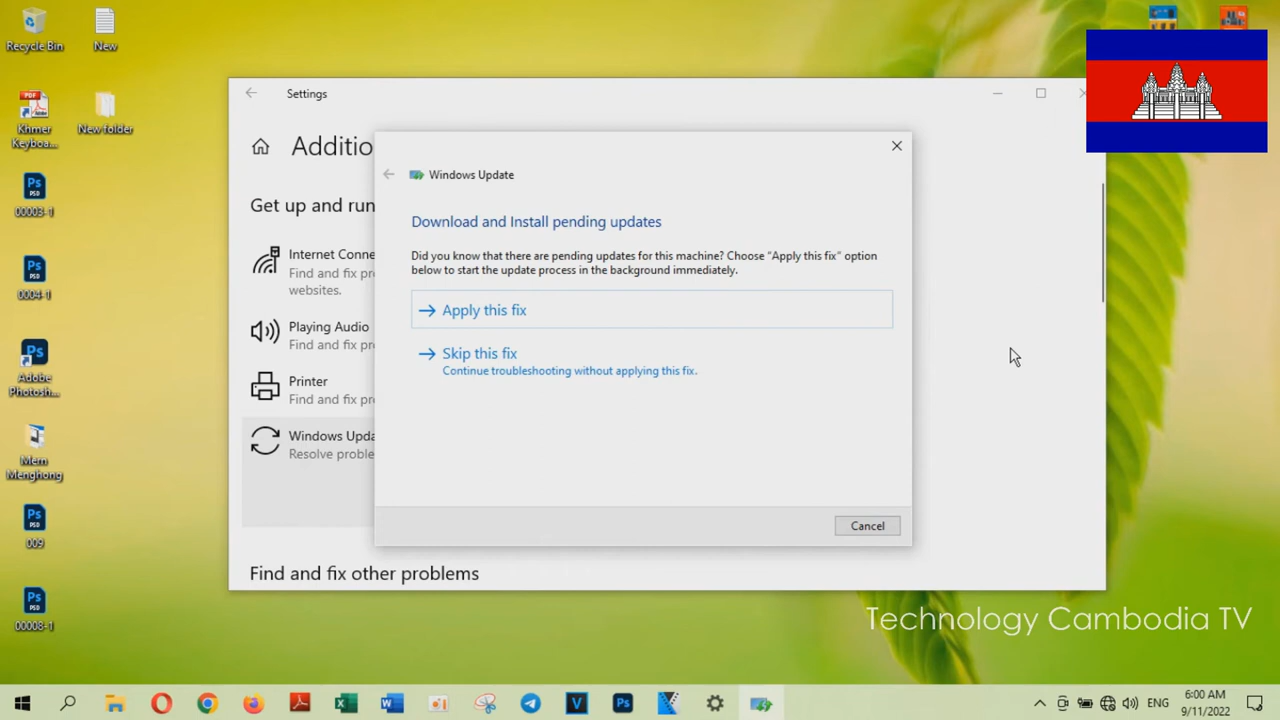 Recycle Bin
New
Khmer
Keyboa...
New folder
00003-1
0004-1
Adobe
Photosh...
Mern
Menghong
009
00008-1
Settings
Additio
Get up and run
Internet Conne
Find and fix pr
websites.
Playing Audio
Find and fix pr
Printer
Find and fix pr
Windows Upda
Resolve proble
Find and fix other problems
Windows Update
Download and Install pending updates
Did you know that there are pending updates for this machine? Choose "Apply this fix" option
below to start the update process in the background immediately.
Apply this fix
Skip this fix
Continue troubleshooting without applying this fix.
Cancel
Technology Cambodia TV
ENG
6:00 AM
9/11/2022